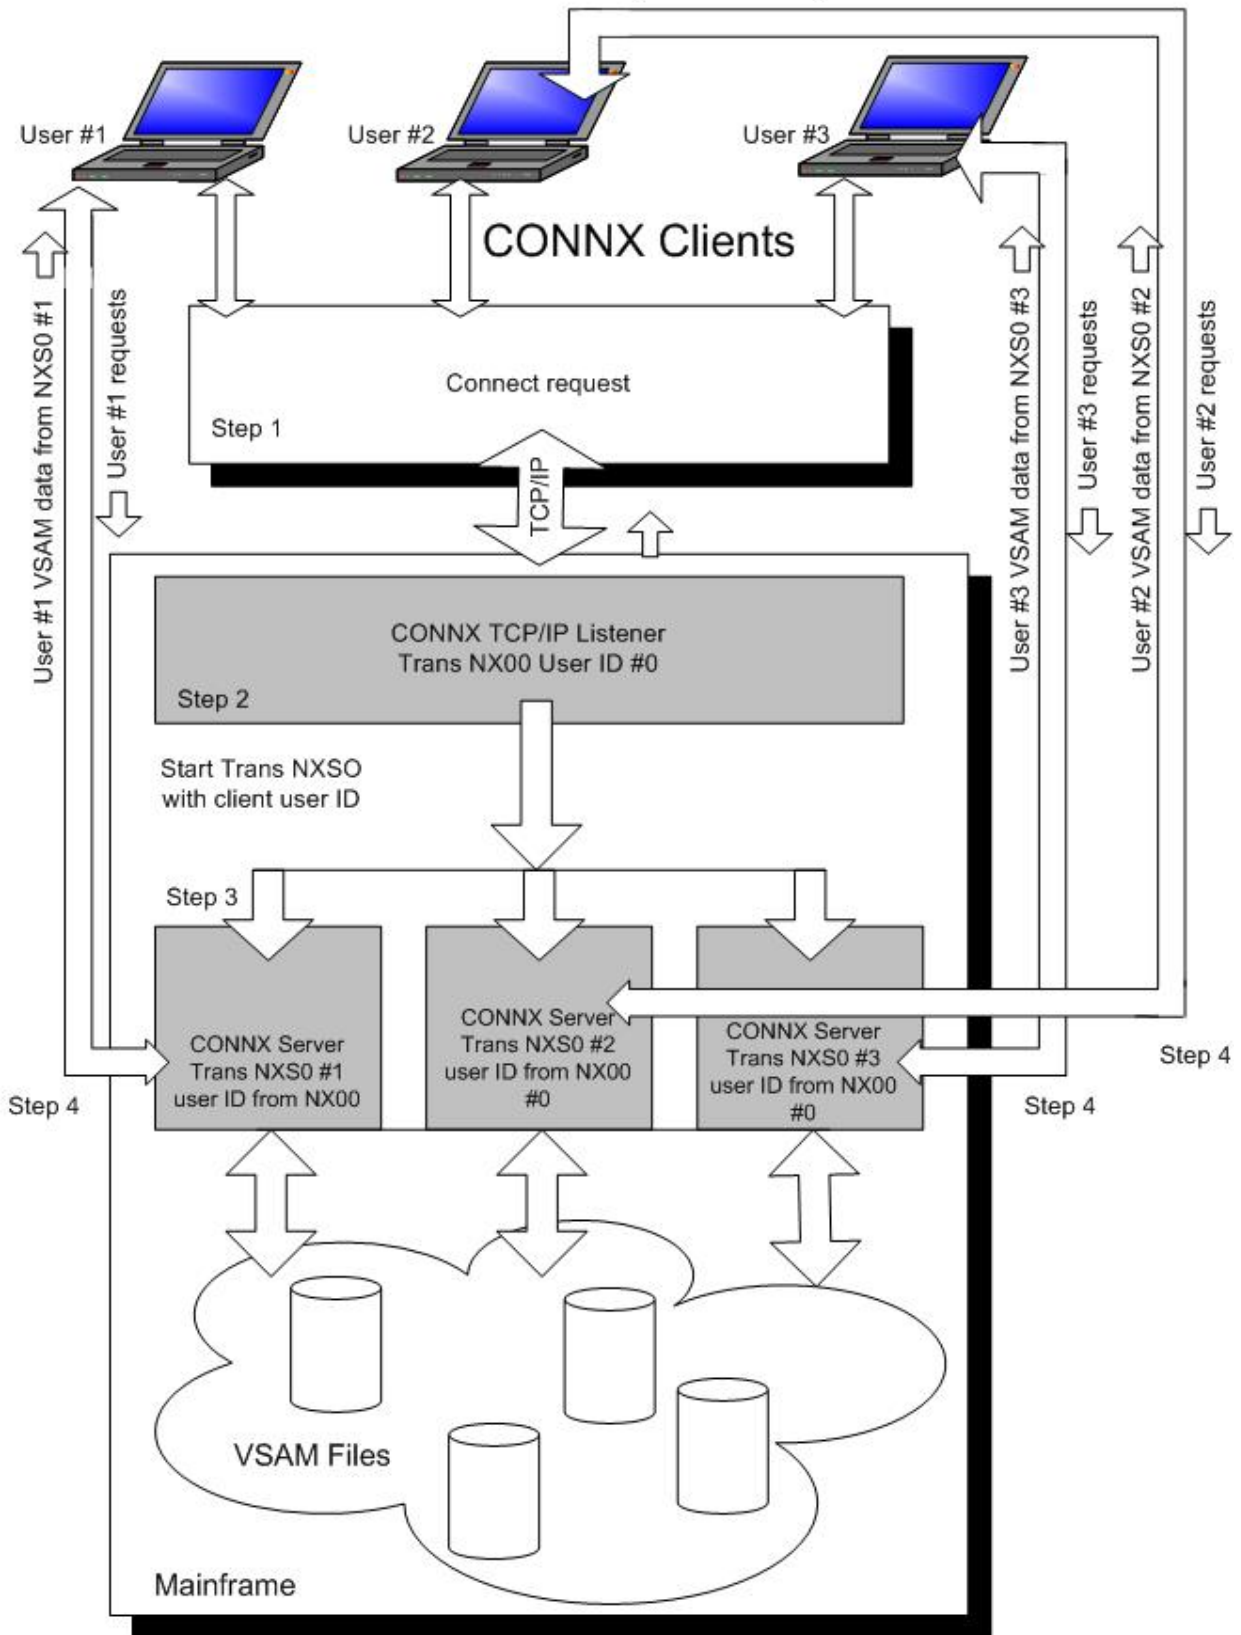 User #1
User #2
User #3
CONNX Clients
User #1 VSAM data from NXS0 #1
User #1 requests
Connect request
Step 1
TCP/IP
User #3 VSAM data from NXS0 #3
User #3 requests
User #2 VSAM data from NXS0 #2
User #2 requests
CONNX TCP/IP Listener
Trans NX00 User ID #0
Step 2
Start Trans NXSO
with client user ID
Step 3
CONNX Server
Trans NXS0 #1
user ID from NX00
CONNX Server
Trans NXS0 #2
user ID from NX00
#0
CONNX Server
Trans NXS0 #3
user ID from NX00
#0
Step 4
Step 4
Step 4
VSAM Files
Mainframe